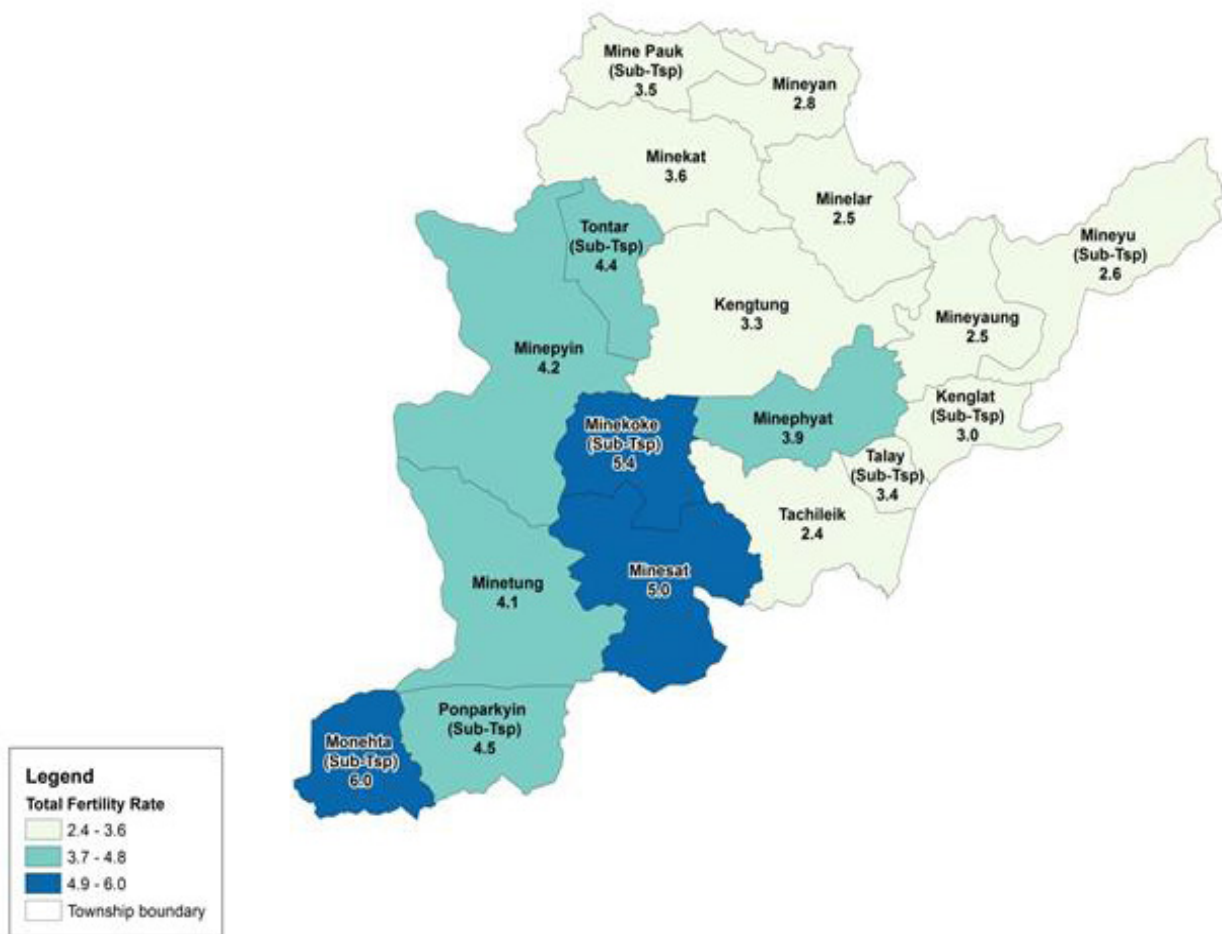 Mine Pauk
(Sub-Tsp)
3.5
Mineyan
2.8
Minekat
3.6
Minelar
2.5
Tontar
(Sub-Tsp)
4.4
Mineyu
(Sub-Tsp)
2.6
Kengtung
3.3
Mineyaung
2.5
Minepyin
4.2
Kenglat
(Sub-Tsp)
3.0
Minekoke
(Sub-Tsp)
5.4
Minephyat
3.9
Talay
(Sub-Tsp)
3.4
Tachileik
2.4
Minetung
4.1
Minesat
5.0
Ponparkyin
(Sub-Tsp)
4.5
Monehta
(Sub-Tsp)
6.0
Legend
Total Fertility Rate
2.4 - 3.6
3.7 - 4.8
4.9 - 6.0
Township boundary